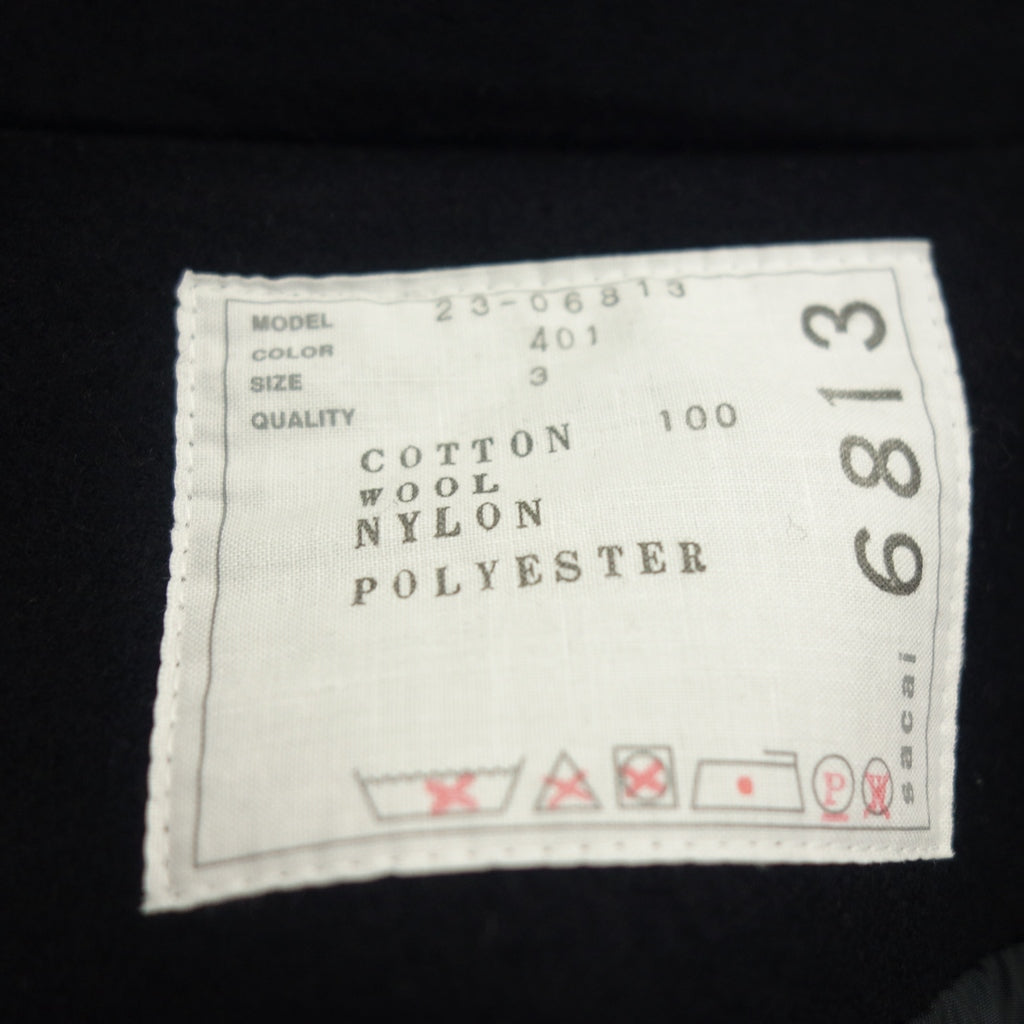 MODEL 23-06813
COLOR 401
SIZE 3
QUALITY
COTTON 100
WOOL
NYLON
POLYESTER
P W
sacai 6813